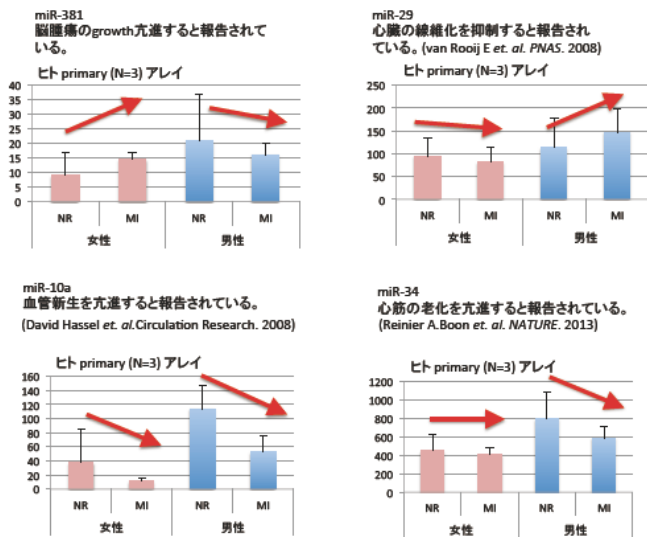 miR-381
脳腫瘍のgrowth亢進すると報告されて
いる。
ヒト primary (N=3) アレイ
40
35
30
25
20
15
10
5
0
NR
MI
NR
MI
女性
男性
miR-29
心臓の線維化を抑制すると報告され
ている。(van Rooij E et. al. PNAS. 2008)
ヒト primary (N=3) アレイ
250
200
150
100
50
0
NR
MI
NR
MI
女性
男性
miR-10a
血管新生を亢進すると報告されている。
(David Hassel et. al.Circulation Research. 2008)
ヒト primary (N=3) アレイ
160
140
120
100
80
60
40
20
0
NR
MI
NR
MI
女性
男性
miR-34
心筋の老化を亢進すると報告されている。
(Reinier A.Boon et. al. NATURE. 2013)
ヒト primary (N=3) アレイ
1200
1000
800
600
400
200
0
NR
MI
NR
MI
女性
男性